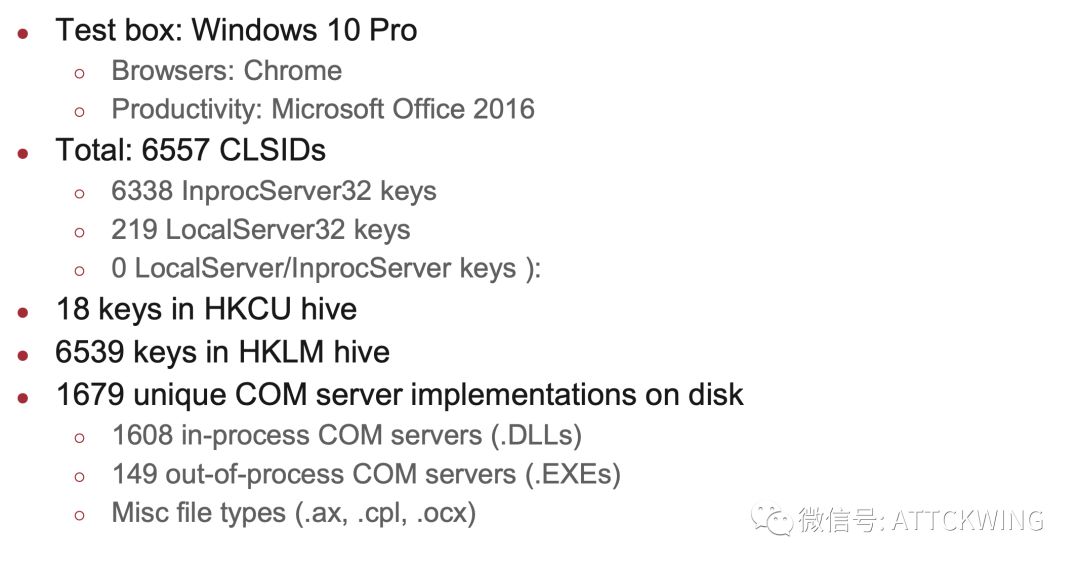 Test box: Windows 10 Pro
Browsers: Chrome
Productivity: Microsoft Office 2016
Total: 6557 CLSIDs
6338 InprocServer32 keys
219 LocalServer32 keys
0 LocalServer/InprocServer keys ):
18 keys in HKCU hive
6539 keys in HKLM hive
1679 unique COM server implementations on disk
1608 in-process COM servers (.DLLs)
149 out-of-process COM servers (.EXEs)
Misc file types (.ax, .cpl, .ocx)
微信号: ATTCKWING